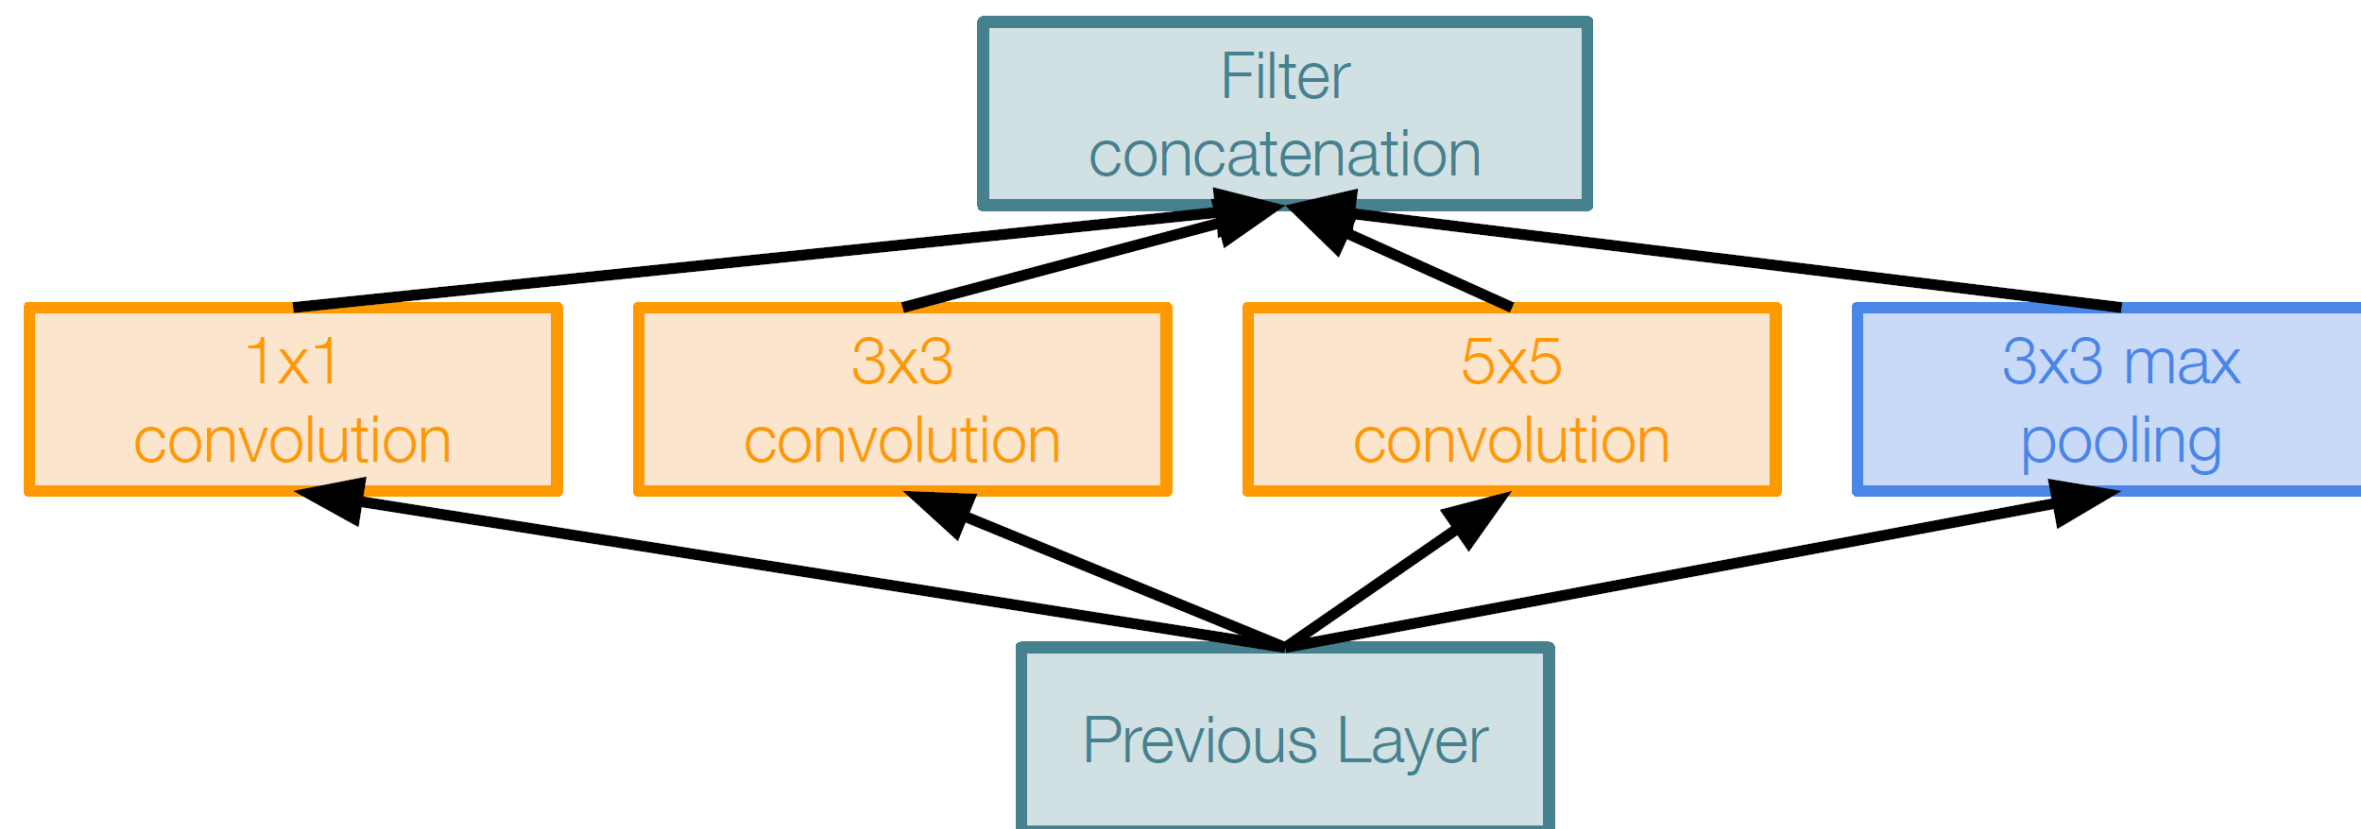 Filter
concatenation
1x1
convolution
3x3
convolution
5x5
convolution
3x3 max
pooling
Previous Layer